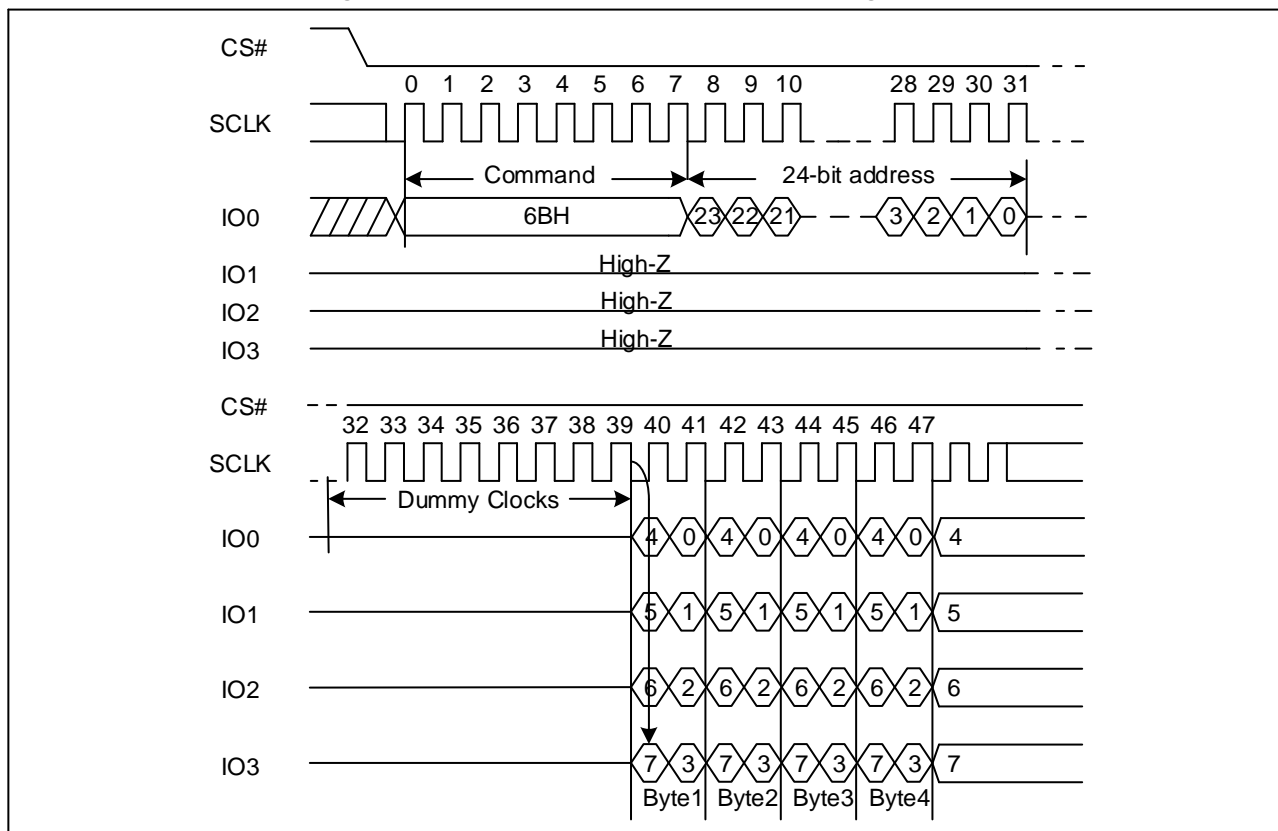 CS#
0 1 2 3 4 5 6 7 8 9 10 28 29 30 31
SCLK
Command 24-bit address
IO0 6BH 23 22 21 3 2 1 0
High-Z
IO1
High-Z
IO2
High-Z
IO3
CS#
32 33 34 35 36 37 38 39 40 41 42 43 44 45 46 47
SCLK
Dummy Clocks
IO0 4 0 4 0 4 0 4 0 4
IO1 5 1 5 1 5 1 5 1 5
IO2 6 2 6 2 6 2 6 2 6
IO3 7 3 7 3 7 3 7 3 7
Byte1 Byte2 Byte3 Byte4